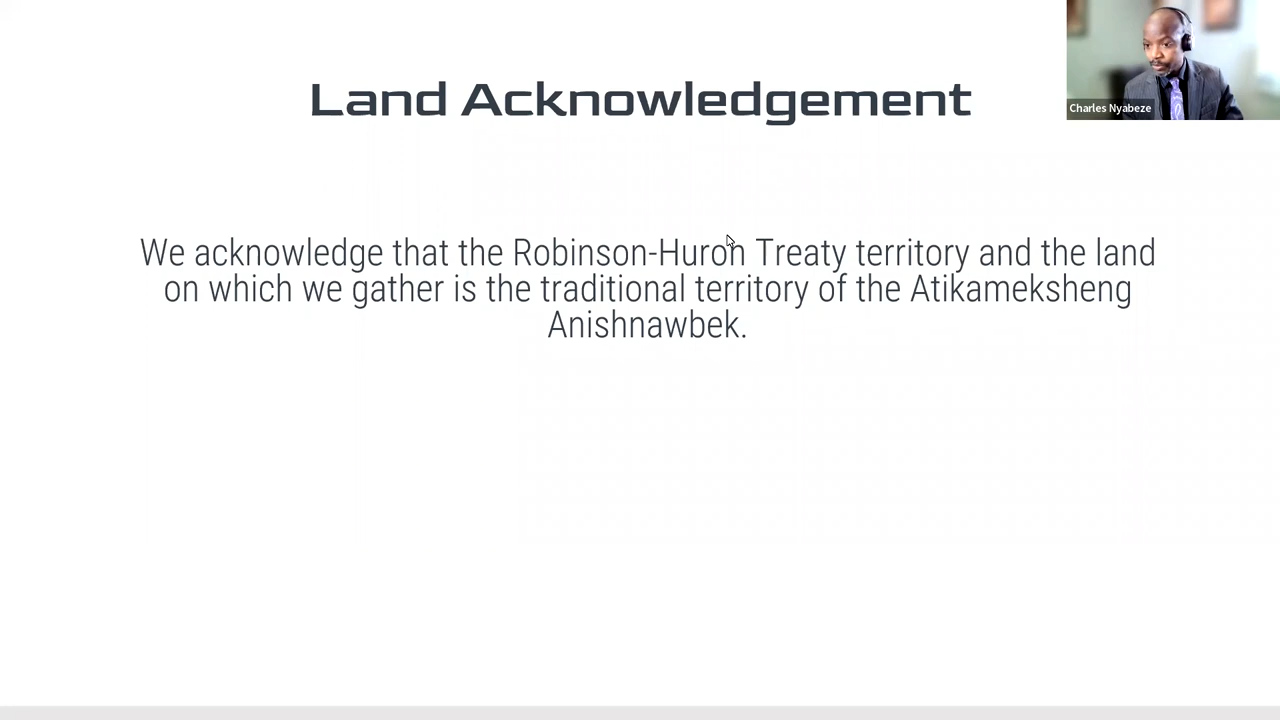 Land Acknowledgement
Charles Nyabeze
We acknowledge that the Robinson-Huron Treaty territory and the land
on which we gather is the traditional territory of the Atikameksheng
Anishnawbek.